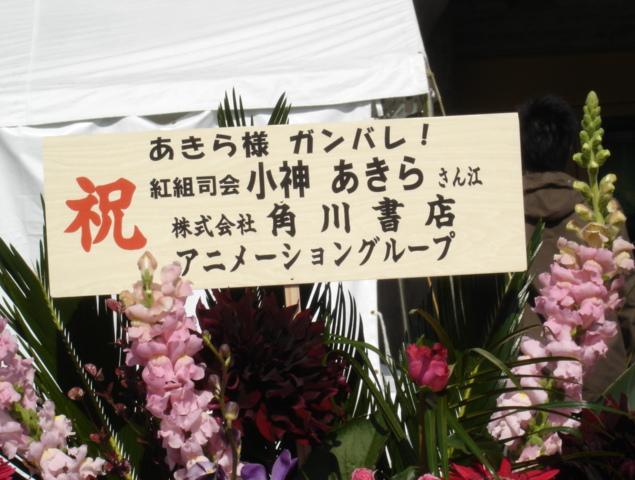 祝
あきら様 ガンバレ!
紅組司会 小神 あきら さん江
株式会社 角川書店
アニメーショングループ